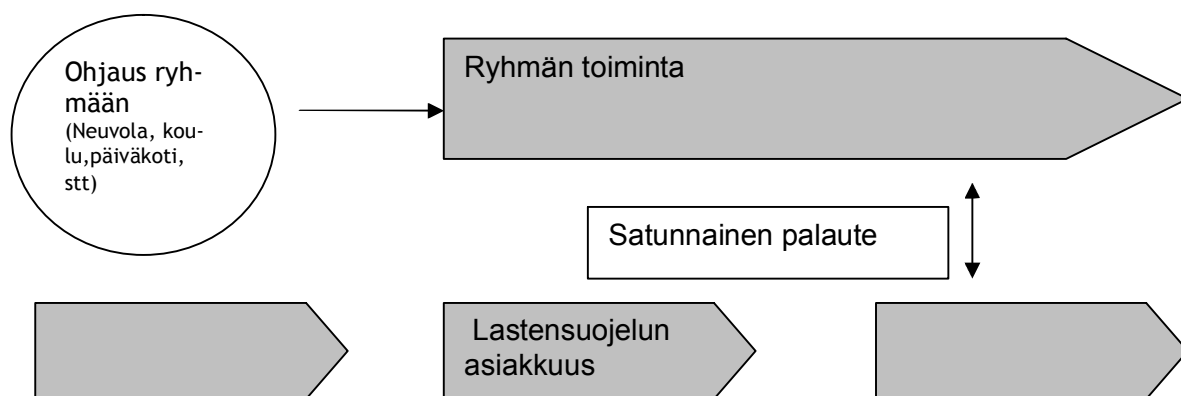 Ohjaus ryh-
mään
(Neuvola, kou-
lu,päiväkoti,
stt)
Ryhmän toiminta
Satunnainen palaute
Lastensuojelun
asiakkuus